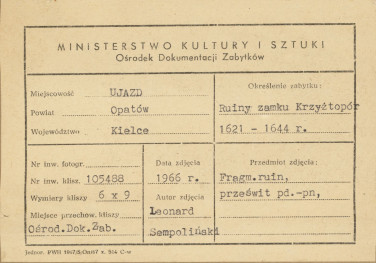 MINISTERSTWO KULTURY I SZTUKI
Ośrodek Dokumentacji Zabytków
Miejscowość UJAZD
Powiat Opatów
Województwo Kielce
Określenie zabytku:
Ruiny zamku Krzyżtopór
1621 - 1644 r.
Nr inw. fotogr.
Nr inw. klisz. 105488
Wymiery kliszy 6 x 9
Miejsce przechow. kliszy
Ośrod.Dok.Zab.
Data zdjęcia
1966 r.
Autor zdjęcia
Leonard
Sempoliński
Przedmiot zdjęcia:
Fragm.ruin,
prześwit pd.-pn,